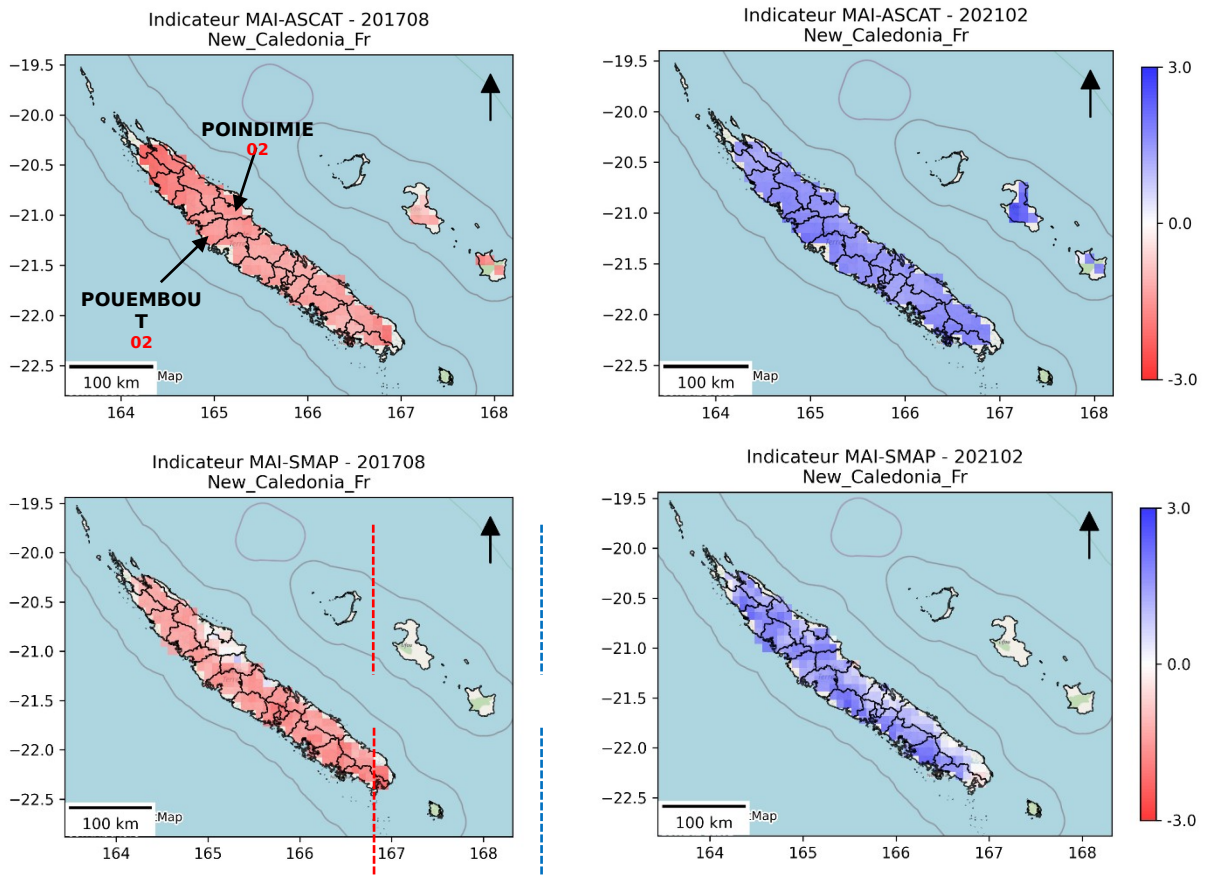 Indicateur MAI-ASCAT - 201708
New_Caledonia_Fr
−19.5
−20.0
−20.5
−21.0
−21.5
−22.0
−22.5
POINDIMIE
02
POUEMBOU
T
02
100 km
Map
164 165 166 167 168
Indicateur MAI-ASCAT - 202102
New_Caledonia_Fr
−19.5
−20.0
−20.5
−21.0
−21.5
−22.0
−22.5
100 km
Map
164 165 166 167 168
3.0
0.0
-3.0
Indicateur MAI-SMAP - 201708
New_Caledonia_Fr
−19.5
−20.0
−20.5
−21.0
−21.5
−22.0
−22.5
100 km
tMap
164 165 166 167 168
Indicateur MAI-SMAP - 202102
New_Caledonia_Fr
−19.5
−20.0
−20.5
−21.0
−21.5
−22.0
−22.5
100 km
tMap
164 165 166 167 168
3.0
0.0
-3.0